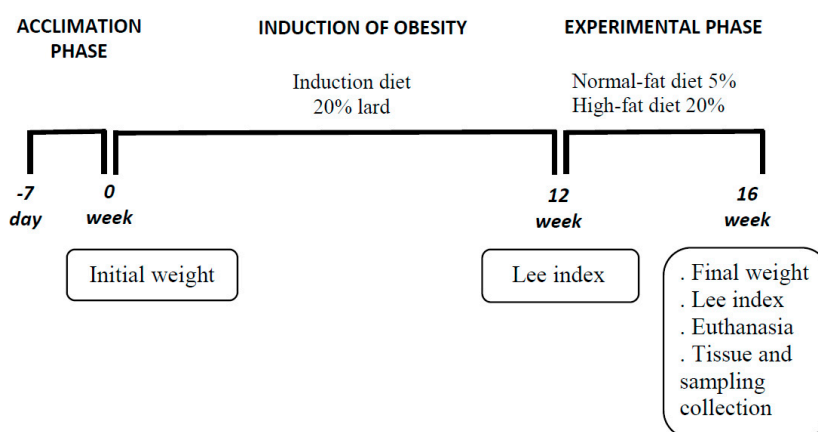 ACCLIMATION
PHASE
INDUCTION OF OBESITY
EXPERIMENTAL PHASE
Induction diet
20% lard
Normal-fat diet 5%
High-fat diet 20%
-7
day
0
week
12
week
16
week
Initial weight
Lee index
. Final weight
. Lee index
. Euthanasia
. Tissue and
sampling
collection